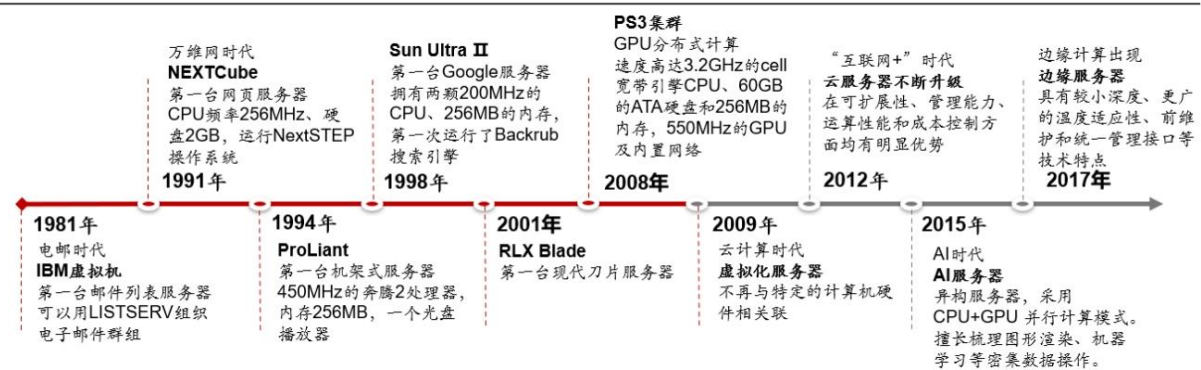 万维网时代
NEXTCube
第一台网页服务器
CPU频率256MHz、硬
盘2GB，运行NextSTEP
操作系统
1991年
Sun Ultra Ⅱ
第一台Google服务器
拥有两颗200MHz的
CPU、256MB的内存，
第一次运行了Backrub
搜索引擎
1998年
PS3集群
GPU分布式计算
速度高达3.2GHz的cell
宽带引擎CPU、60GB
的ATA硬盘和256MB的
内存，550MHz的GPU
及内置网络
2008年
“互联网+”时代
云服务器不断升级
在可扩展性、管理能力、
运算性能和成本控制方
面均有明显优势
2012年
边缘计算出现
边缘服务器
具有较小深度、更广
的温度适应性、前维
护和统一管理接口等
技术特点
2017年
1981年
电邮时代
IBM虚拟机
第一台邮件列表服务器
可以用LISTSERV组织
电子邮件群组
1994年
ProLiant
第一台机架式服务器
450MHz的奔腾2处理器，
内存256MB，一个光盘
播放器
2001年
RLX Blade
第一台现代刀片服务器
2009年
云计算时代
虚拟化服务器
不再与特定的计算机硬
件相关联
2015年
AI时代
AI服务器
异构服务器，采用
CPU+GPU 并行计算模式。
擅长梳理图形渲染、机器
学习等密集数据操作。